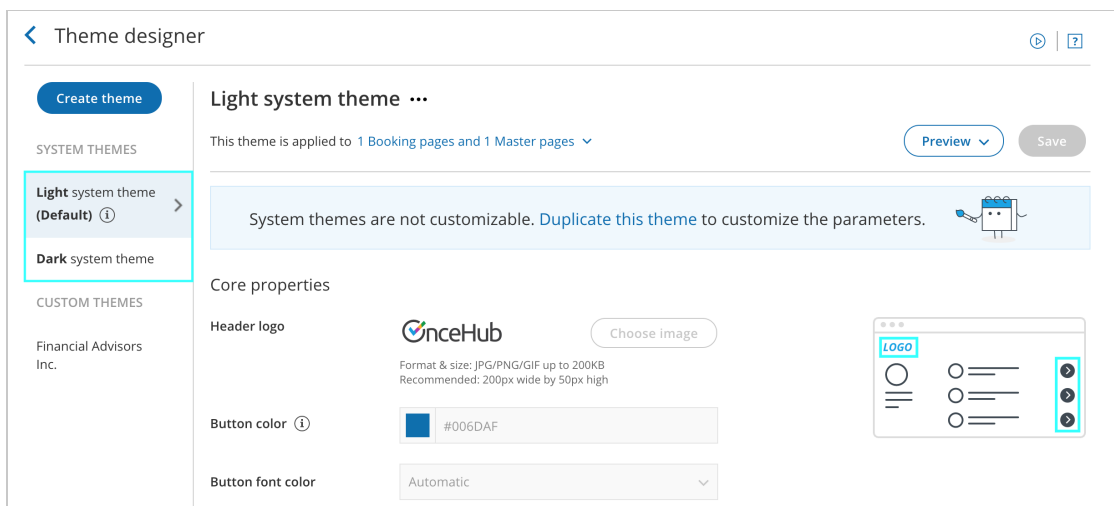 Theme designer
?
Create theme
SYSTEM THEMES
Light system theme
(Default) i
Dark system theme
CUSTOM THEMES
Financial Advisors
Inc.
Light system theme •••
This theme is applied to 1 Booking pages and 1 Master pages
Preview
Save
System themes are not customizable. Duplicate this theme to customize the parameters.
Core properties
Header logo
OnceHub
Choose image
Format & size: JPG/PNG/GIF up to 200KB
Recommended: 200px wide by 50px high
LOGO
Button color i
#006DAF
Button font color
Automatic